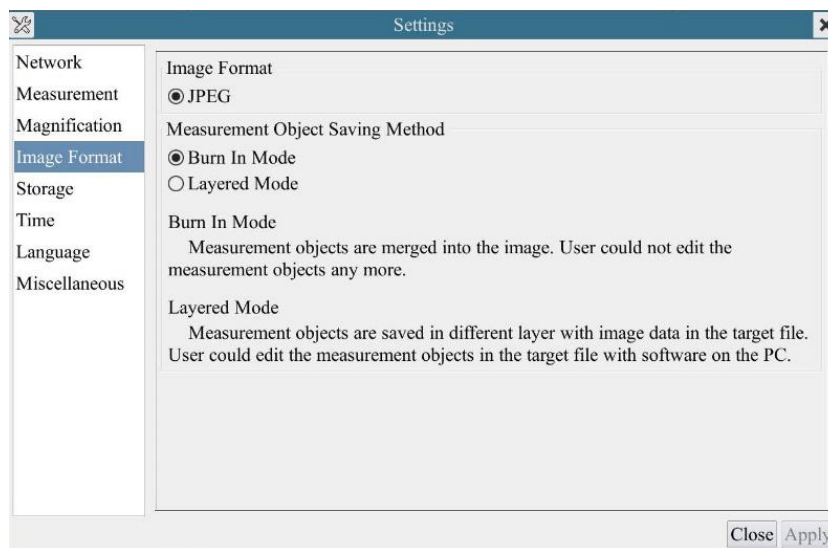 Settings
Network
Measurement
Magnification
Image Format
Storage
Time
Language
Miscellaneous
Image Format
JPEG
Measurement Object Saving Method
Burn In Mode
Layered Mode
Burn In Mode
Measurement objects are merged into the image. User could not edit the
measurement objects any more.
Layered Mode
Measurement objects are saved in different layer with image data in the target file.
User could edit the measurement objects in the target file with software on the PC.
Close Apply